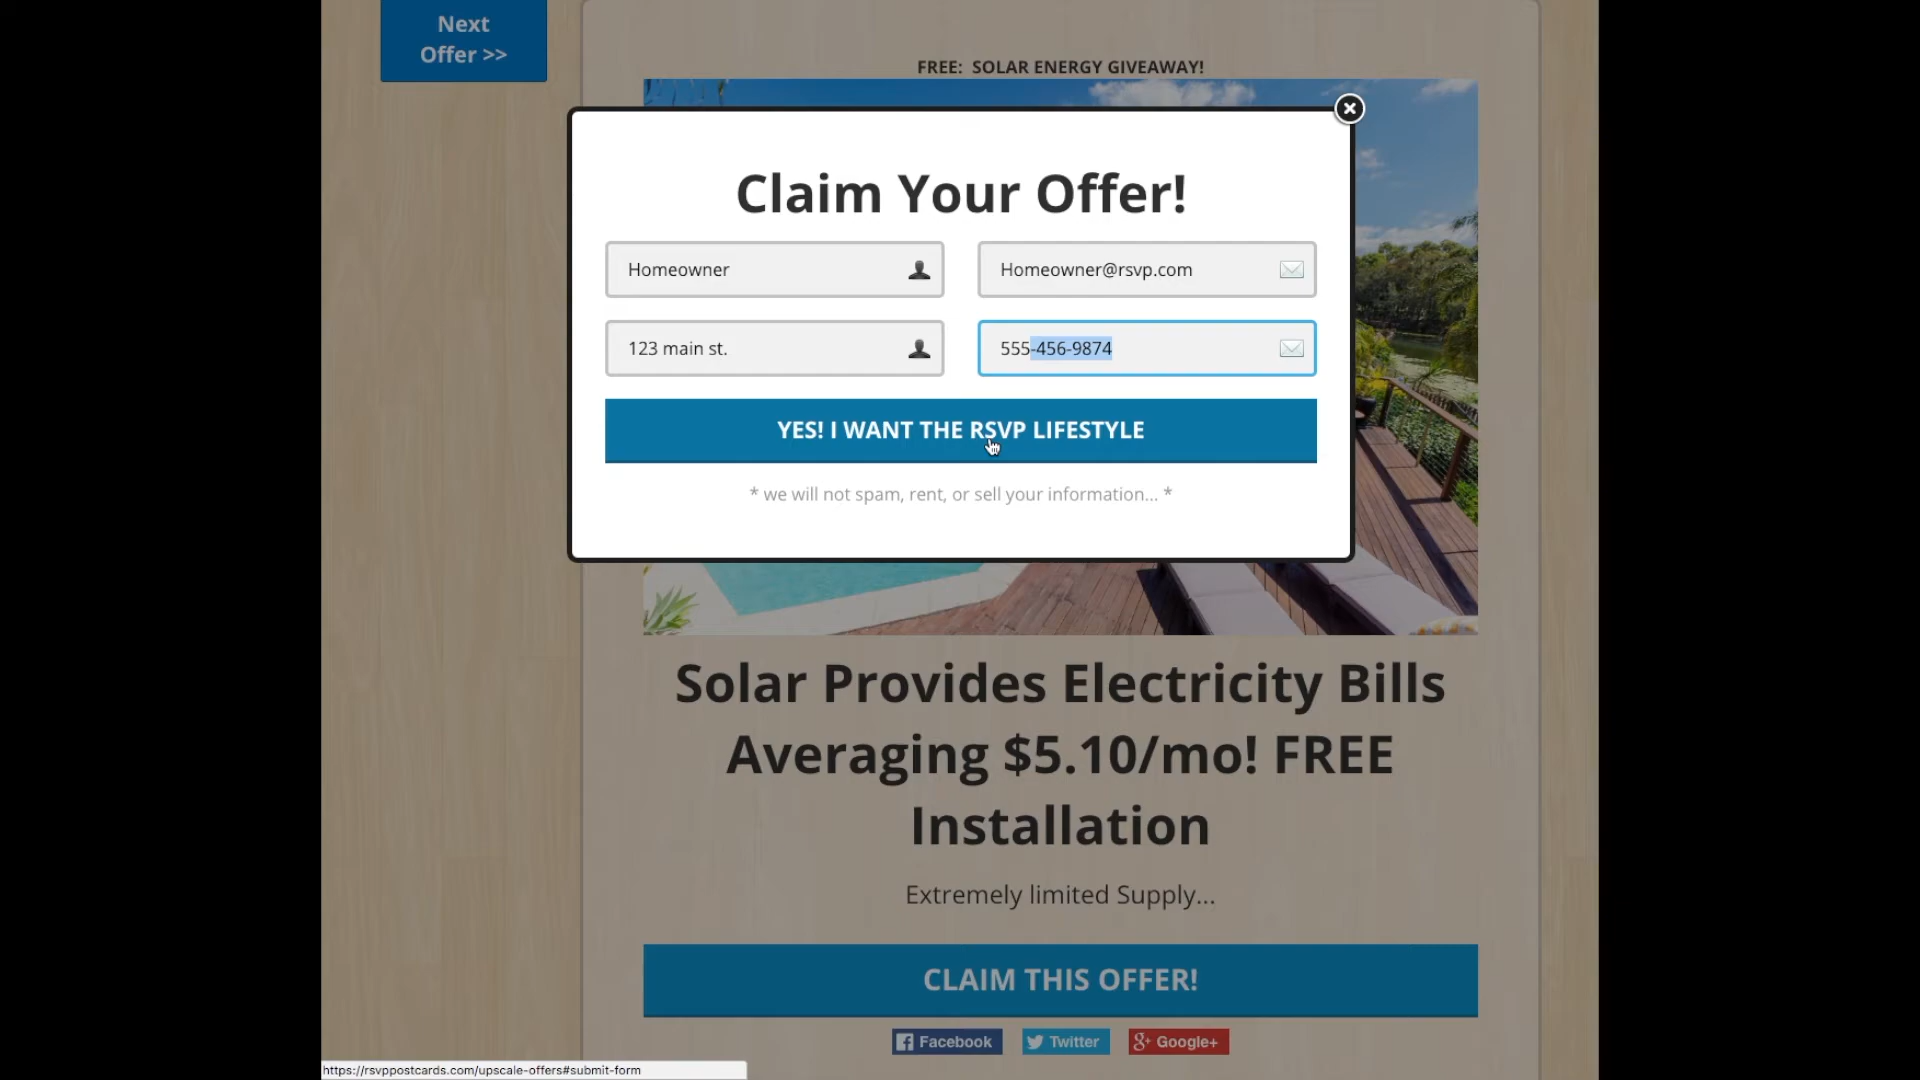 Next
Offer >>
FREE: SOLAR ENERGY GIVEAWAY!
Claim Your Offer!
Homeowner
Homeowner@rsvp.com
123 main st.
555-456-9874
YES! I WANT THE RSVP LIFESTYLE
* we will not spam, rent, or sell your information... *
Solar Provides Electricity Bills
Averaging $5.10/mo! FREE
Installation
Extremely limited Supply...
CLAIM THIS OFFER!
Facebook
Twitter
Google+
https://rsvppostcards.com/upscale-offers#submit-form